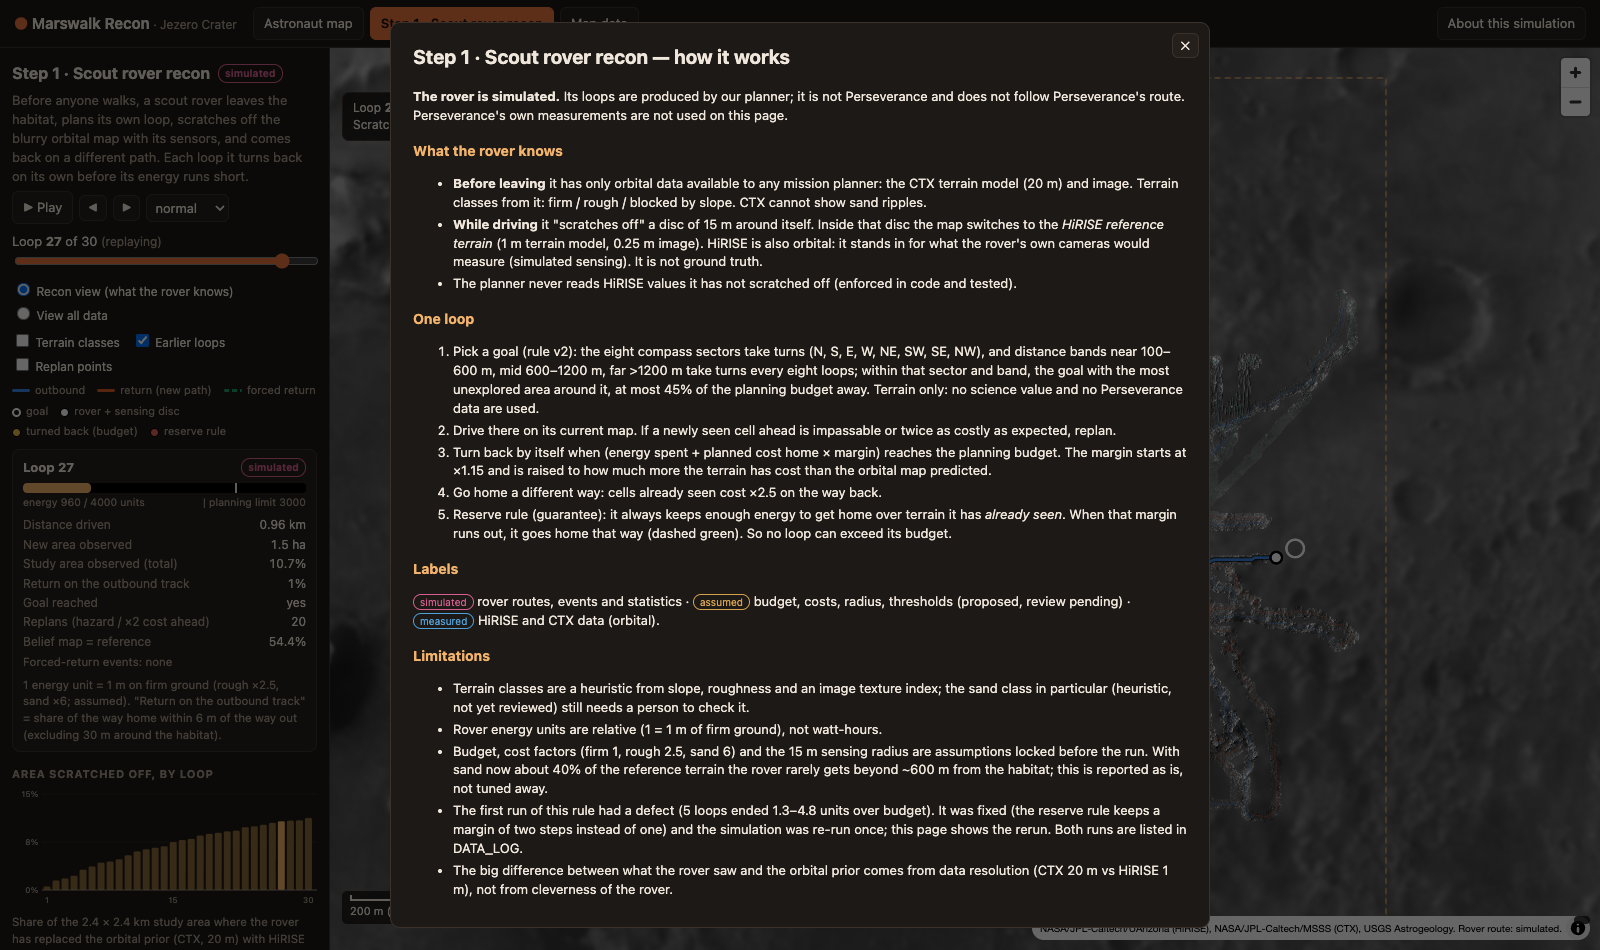 Marswalk Recon · Jezero Crater
Astronaut map
Step 1 · Scout rover recon
Map data
About this simulation
Step 1 · Scout rover recon simulated
Before anyone walks, a scout rover leaves the
habitat, plans its own loop, scratches off the
blurry orbital map with its sensors, and comes
back on a different path. Each loop it turns back
on its own before its energy runs short.
Play
normal
Loop 27 of 30 (replaying)
Recon view (what the rover knows)
View all data
Terrain classes
Earlier loops
Replan points
outbound return (new path) forced return
goal rover + sensing disc
turned back (budget) reserve rule
Loop 27 simulated
energy 960 / 4000 units | planning limit 3000
Distance driven 0.96 km
New area observed 1.5 ha
Study area observed (total) 10.7%
Return on the outbound track 1%
Goal reached yes
Replans (hazard / ×2 cost ahead) 20
Belief map = reference 54.4%
Forced-return events: none
1 energy unit = 1 m on firm ground (rough ×2.5,
sand ×6; assumed). "Return on the outbound track"
= share of the way home within 6 m of the way out
(excluding 30 m around the habitat).
AREA SCRATCHED OFF, BY LOOP
15%
8%
0%
1 15 30
Share of the 2.4 × 2.4 km study area where the rover
has replaced the orbital prior (CTX, 20 m) with HiRISE
Loop 2
Scratc
Step 1 · Scout rover recon — how it works
The rover is simulated. Its loops are produced by our planner; it is not Perseverance and does not follow Perseverance's route.
Perseverance's own measurements are not used on this page.
What the rover knows
• Before leaving it has only orbital data available to any mission planner: the CTX terrain model (20 m) and image. Terrain
classes from it: firm / rough / blocked by slope. CTX cannot show sand ripples.
• While driving it "scratches off" a disc of 15 m around itself. Inside that disc the map switches to the HiRISE reference
terrain (1 m terrain model, 0.25 m image). HiRISE is also orbital: it stands in for what the rover's own cameras would
measure (simulated sensing). It is not ground truth.
• The planner never reads HiRISE values it has not scratched off (enforced in code and tested).
One loop
1. Pick a goal (rule v2): the eight compass sectors take turns (N, S, E, W, NE, SW, SE, NW), and distance bands near 100–
600 m, mid 600–1200 m, far >1200 m take turns every eight loops; within that sector and band, the goal with the most
unexplored area around it, at most 45% of the planning budget away. Terrain only: no science value and no Perseverance
data are used.
2. Drive there on its current map. If a newly seen cell ahead is impassable or twice as costly as expected, replan.
3. Turn back by itself when (energy spent + planned cost home × margin) reaches the planning budget. The margin starts at
×1.15 and is raised to how much more the terrain has cost than the orbital map predicted.
4. Go home a different way: cells already seen cost ×2.5 on the way back.
5. Reserve rule (guarantee): it always keeps enough energy to get home over terrain it has already seen. When that margin
runs out, it goes home that way (dashed green). So no loop can exceed its budget.
Labels
simulated rover routes, events and statistics · assumed budget, costs, radius, thresholds (proposed, review pending) ·
measured HiRISE and CTX data (orbital).
Limitations
• Terrain classes are a heuristic from slope, roughness and an image texture index; the sand class in particular (heuristic,
not yet reviewed) still needs a person to check it.
• Rover energy units are relative (1 = 1 m of firm ground), not watt-hours.
• Budget, cost factors (firm 1, rough 2.5, sand 6) and the 15 m sensing radius are assumptions locked before the run. With
sand now about 40% of the reference terrain the rover rarely gets beyond ~600 m from the habitat; this is reported as is,
not tuned away.
• The first run of this rule had a defect (5 loops ended 1.3–4.8 units over budget). It was fixed (the reserve rule keeps a
margin of two steps instead of one) and the simulation was re-run once; this page shows the rerun. Both runs are listed in
DATA_LOG.
• The big difference between what the rover saw and the orbital prior comes from data resolution (CTX 20 m vs HiRISE 1
m), not from cleverness of the rover.
200 m (
NASA/JPL-Caltech/UArizona (HiRISE), NASA/JPL-Caltech/MSSS (CTX), USGS Astrogeology. Rover route: simulated.